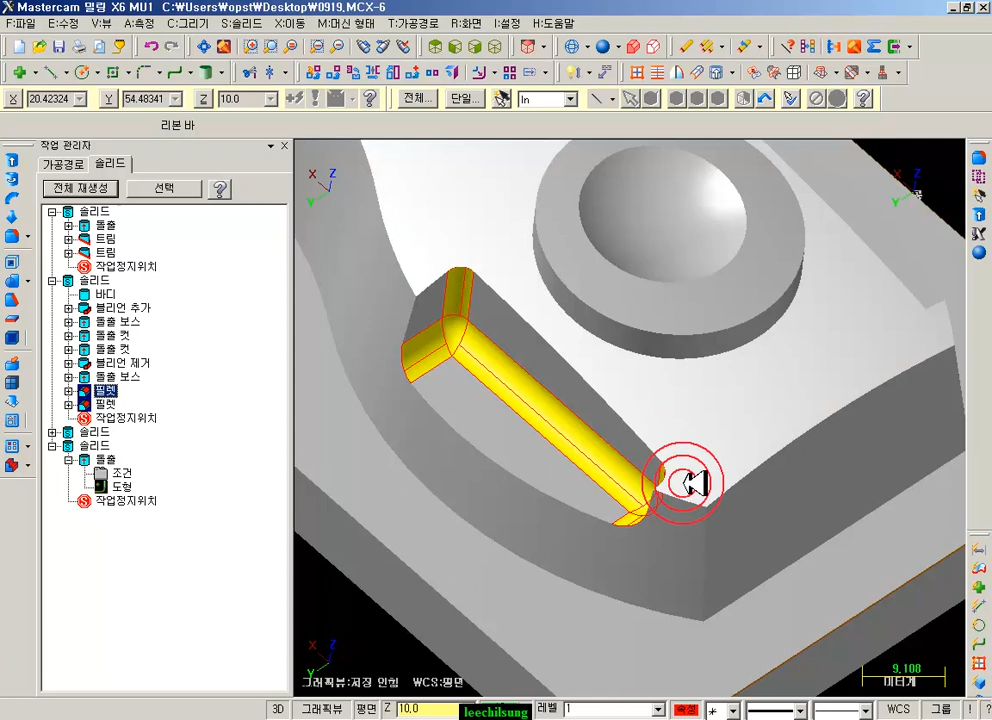 Mastercam 밀링 X6 MU1 C:₩Users₩opst₩Desktop₩0919,MCX-6
F:파일 E:수정 V:뷰 A:측정 C:그리기 S:솔리드 X:이동 M:머신 형태 T:가공경로 R:화면 I:설정 H:도움말
X 20.42324 Y 54.48341 Z 10.0 전체... 단일... In
리본 바
작업 관리자
가공경로 솔리드
전체 재생성 선택
솔리드
돌출
트림
트림
작업정지위치
솔리드
바디
불리언 추가
돌출 보스
돌출 컷
돌출 컷
불리언 제거
돌출 보스
필렛
필렛
작업정지위치
솔리드
솔리드
돌출
조건
도형
작업정지위치
X Z
Y
X Z
Y
X Z
Y
그래픽뷰:저장 안됨 WCS:평면
9,108
미터계
3D 그래픽뷰 평면 Z 10,0 레벨 1 속성 WCS 그룹 ! ?
leechilsung